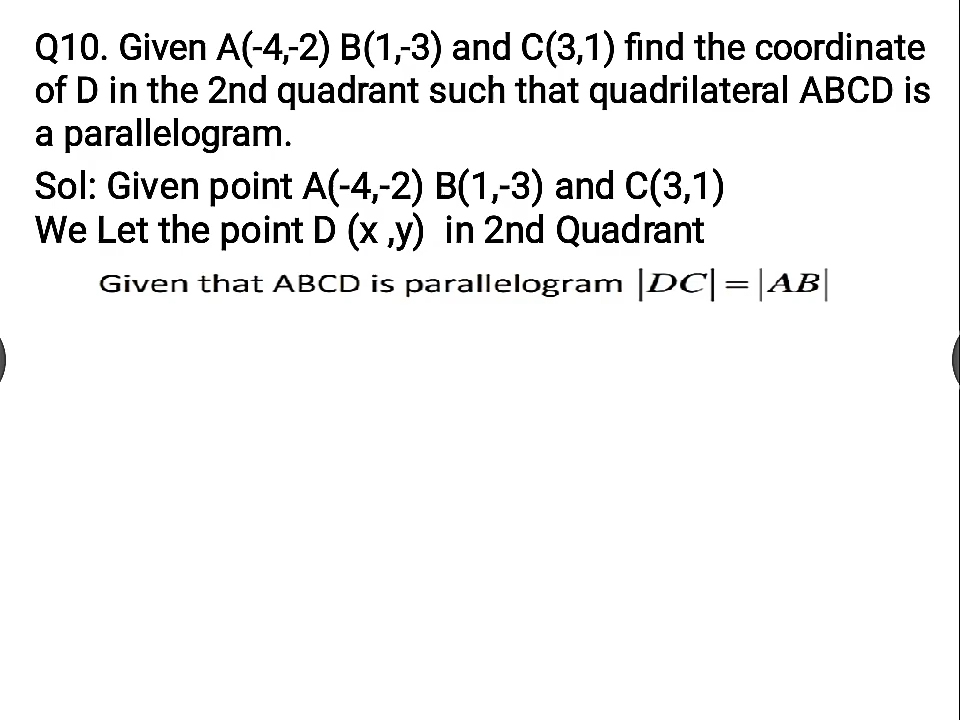 Q10. Given A(-4,-2) B(1,-3) and C(3,1) find the coordinate
of D in the 2nd quadrant such that quadrilateral ABCD is
a parallelogram.
Sol: Given point A(-4,-2) B(1,-3) and C(3,1)
We Let the point D (x ,y) in 2nd Quadrant
Given that ABCD is parallelogram |DC| = |AB|